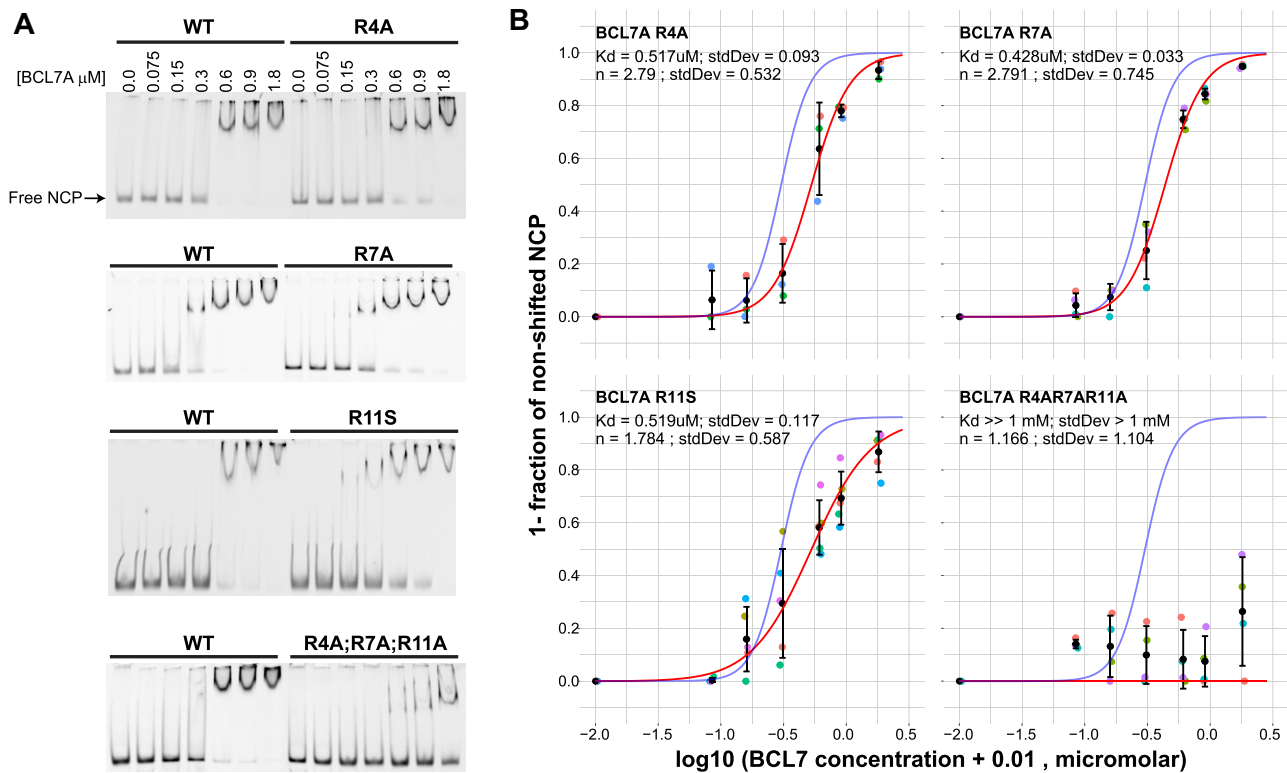 A
WT R4A
[BCL7A μM] 0.0 0.075 0.15 0.3 0.6 0.9 1.8 0.0 0.075 0.15 0.3 0.6 0.9 1.8
Free NCP
WT R7A
WT R11S
WT R4A;R7A;R11A
B
1- fraction of non-shifted NCP
BCL7A R4A
Kd = 0.517uM; stdDev = 0.093
n = 2.79 ; stdDev = 0.532
1.0
0.8
0.6
0.4
0.2
0.0
BCL7A R7A
Kd = 0.428uM; stdDev = 0.033
n = 2.791 ; stdDev = 0.745
BCL7A R11S
Kd = 0.519uM; stdDev = 0.117
n = 1.784 ; stdDev = 0.587
1.0
0.8
0.6
0.4
0.2
0.0
BCL7A R4AR7AR11A
Kd >> 1 mM; stdDev > 1 mM
n = 1.166 ; stdDev = 1.104
-2.0 -1.5 -1.0 -0.5 0.0 0.5
-2.0 -1.5 -1.0 -0.5 0.0 0.5
log10 (BCL7 concentration + 0.01 , micromolar)